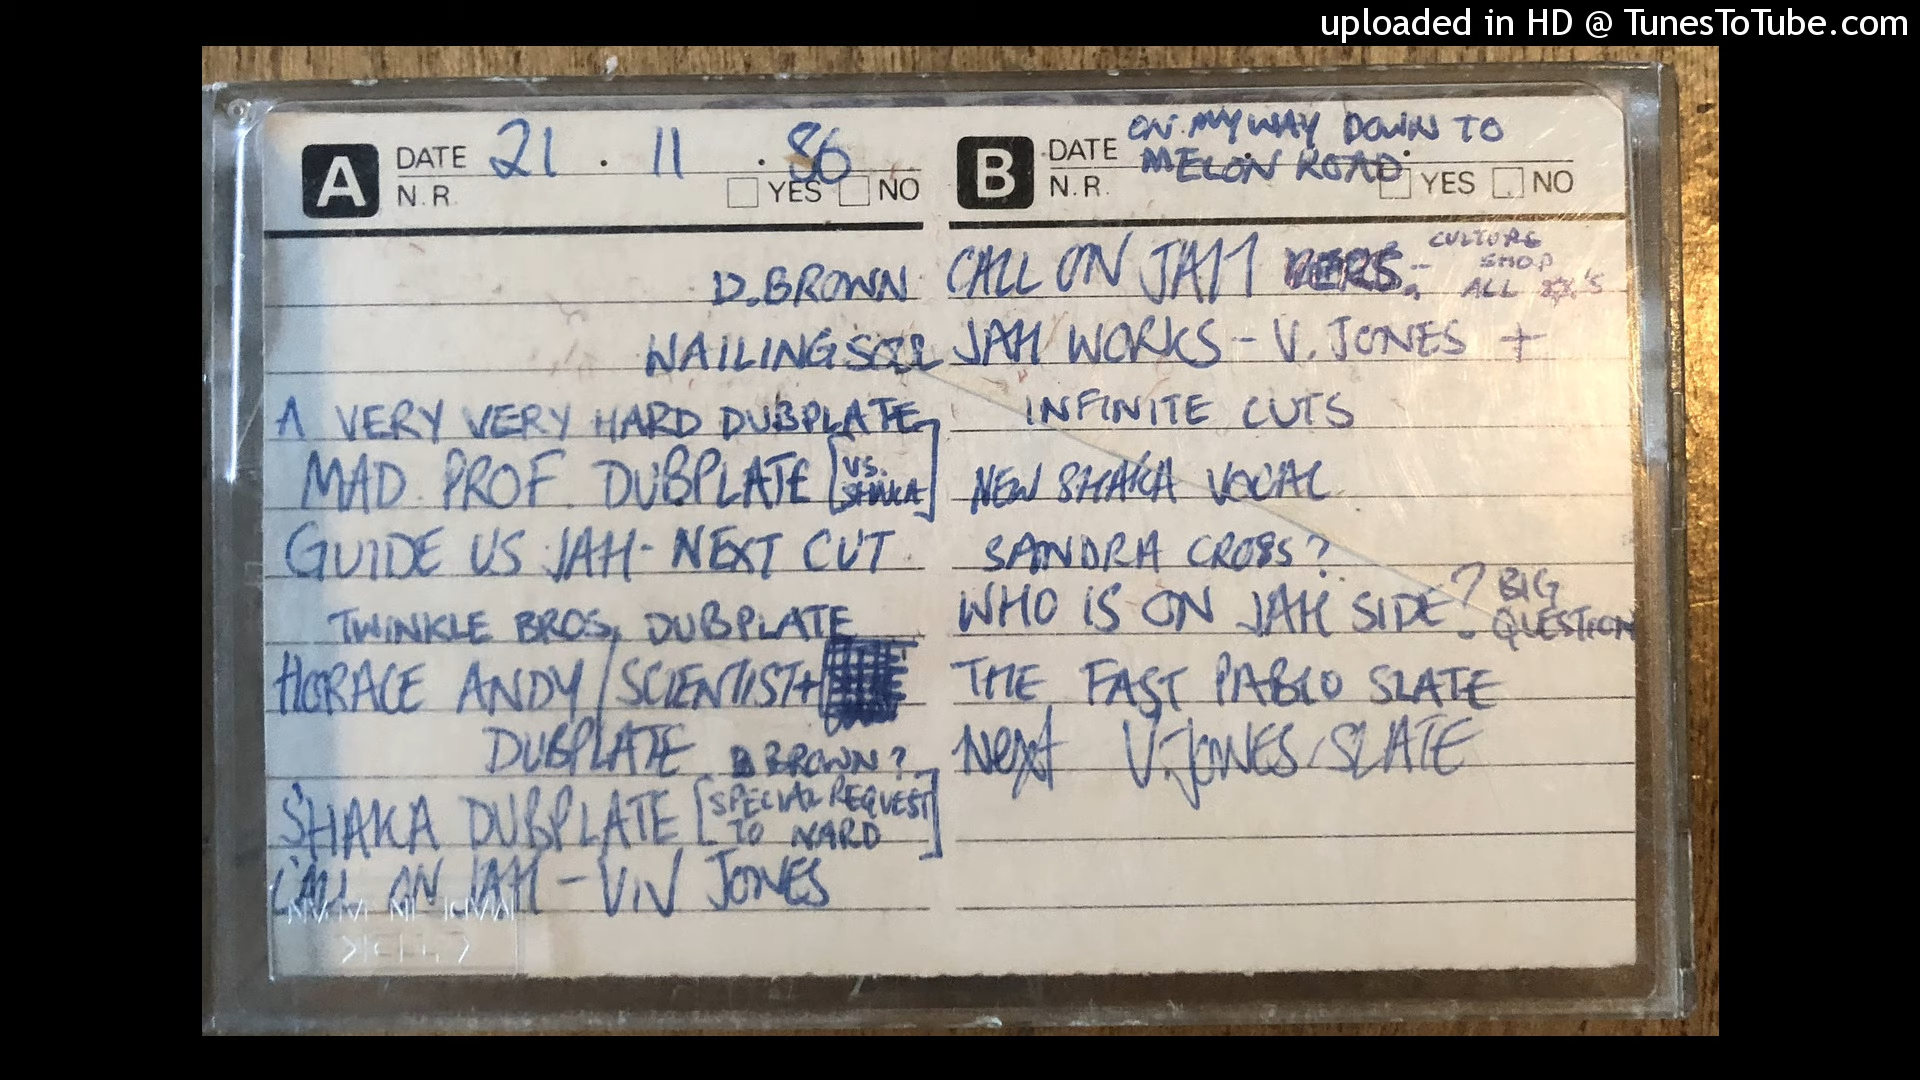 uploaded in HD @ TunesToTube.com
A DATE 21 . 11 . 86
N.R. YES NO
D. BROWN
WAILING SOUL
A VERY VERY HARD DUBPLATE
MAD PROF. DUBPLATE [VS. SHAKA]
GUIDE US JAH - NEXT CUT
TWINKLE BROS, DUBPLATE
HORACE ANDY / SCIENTIST +
DUBPLATE BROWN?
SHAKA DUBPLATE [SPECIAL REQUEST
TO NARD]
CALL ON JAH - VIV JONES
MADE IN JAPAN
B DATE ON MY WAY DOWN TO
MELON ROAD
N.R. YES NO
CALL ON JAH VERS. :- CULTURE
SHOP
ALL
JAH WORKS - V. JONES +
INFINITE CUTS
NEW SHAKA VOCAL
SANDRA CROSS?
WHO IS ON JAH SIDE? BIG
QUESTION
THE FAST PABLO SLATE
Next V. JONES SLATE